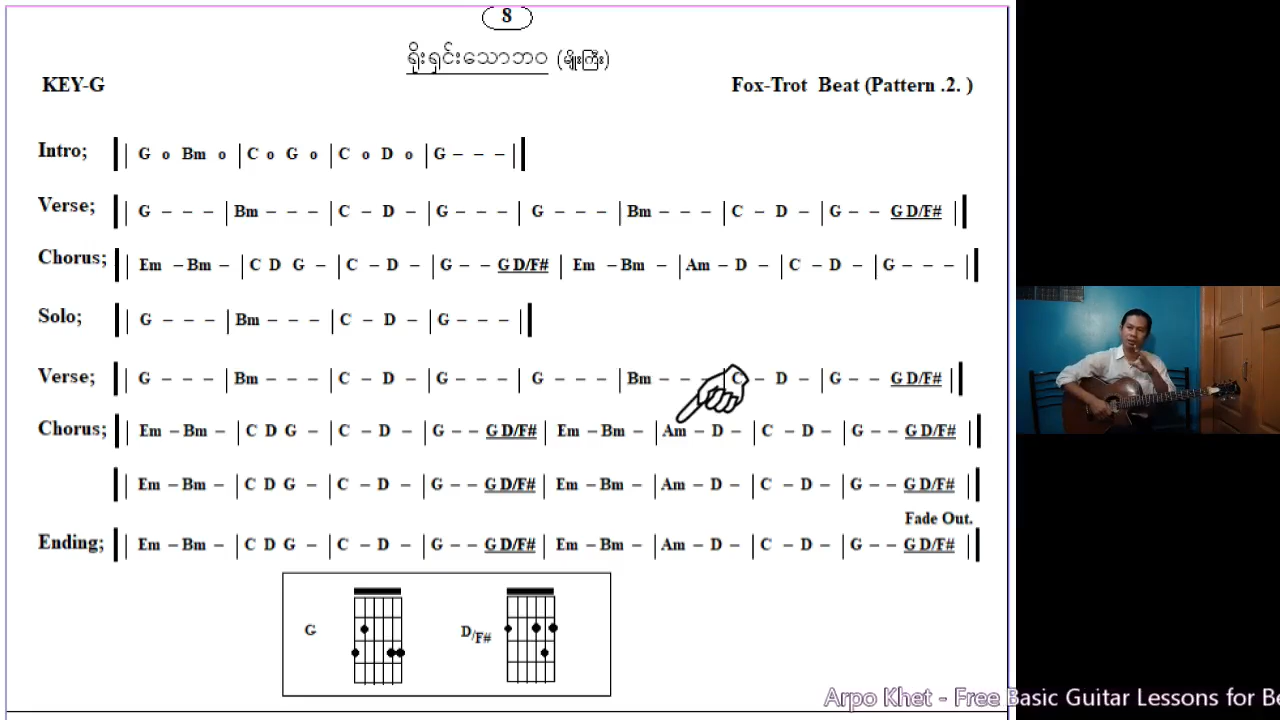 8
ရိုးရှင်းသောဘဝ (မျိုးကြီး)
KEY-G Fox-Trot Beat (Pattern .2. )
Intro; || G o Bm o | C o G o | C o D o | G – – – ||
Verse; || G – – – | Bm – – – | C – D – | G – – – | G – – – | Bm – – – | C – D – | G – – G D/F# ||
Chorus; || Em – Bm – | C D G – | C – D – | G – – G D/F# | Em – Bm – | Am – D – | C – D – | G – – – ||
Solo; || G – – – | Bm – – – | C – D – | G – – – ||
Verse; || G – – – | Bm – – – | C – D – | G – – – | G – – – | Bm – – – | C – D – | G – – G D/F# ||
Chorus; || Em – Bm – | C D G – | C – D – | G – – G D/F# | Em – Bm – | Am – D – | C – D – | G – – G D/F# ||
|| Em – Bm – | C D G – | C – D – | G – – G D/F# | Em – Bm – | Am – D – | C – D – | G – – G D/F# ||
Fade Out.
Ending; || Em – Bm – | C D G – | C – D – | G – – G D/F# | Em – Bm – | Am – D – | C – D – | G – – G D/F# ||
G D/F#
Arpo Khet - Free Basic Guitar Lessons for Be